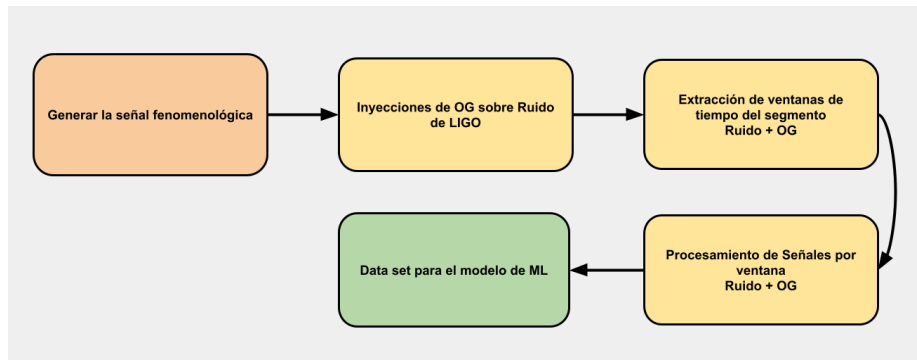 Generar la señal fenomenológica
Inyecciones de OG sobre Ruido
de LIGO
Extracción de ventanas de
tiempo del segmento
Ruido + OG
Procesamiento de Señales por
ventana
Ruido + OG
Data set para el modelo de ML